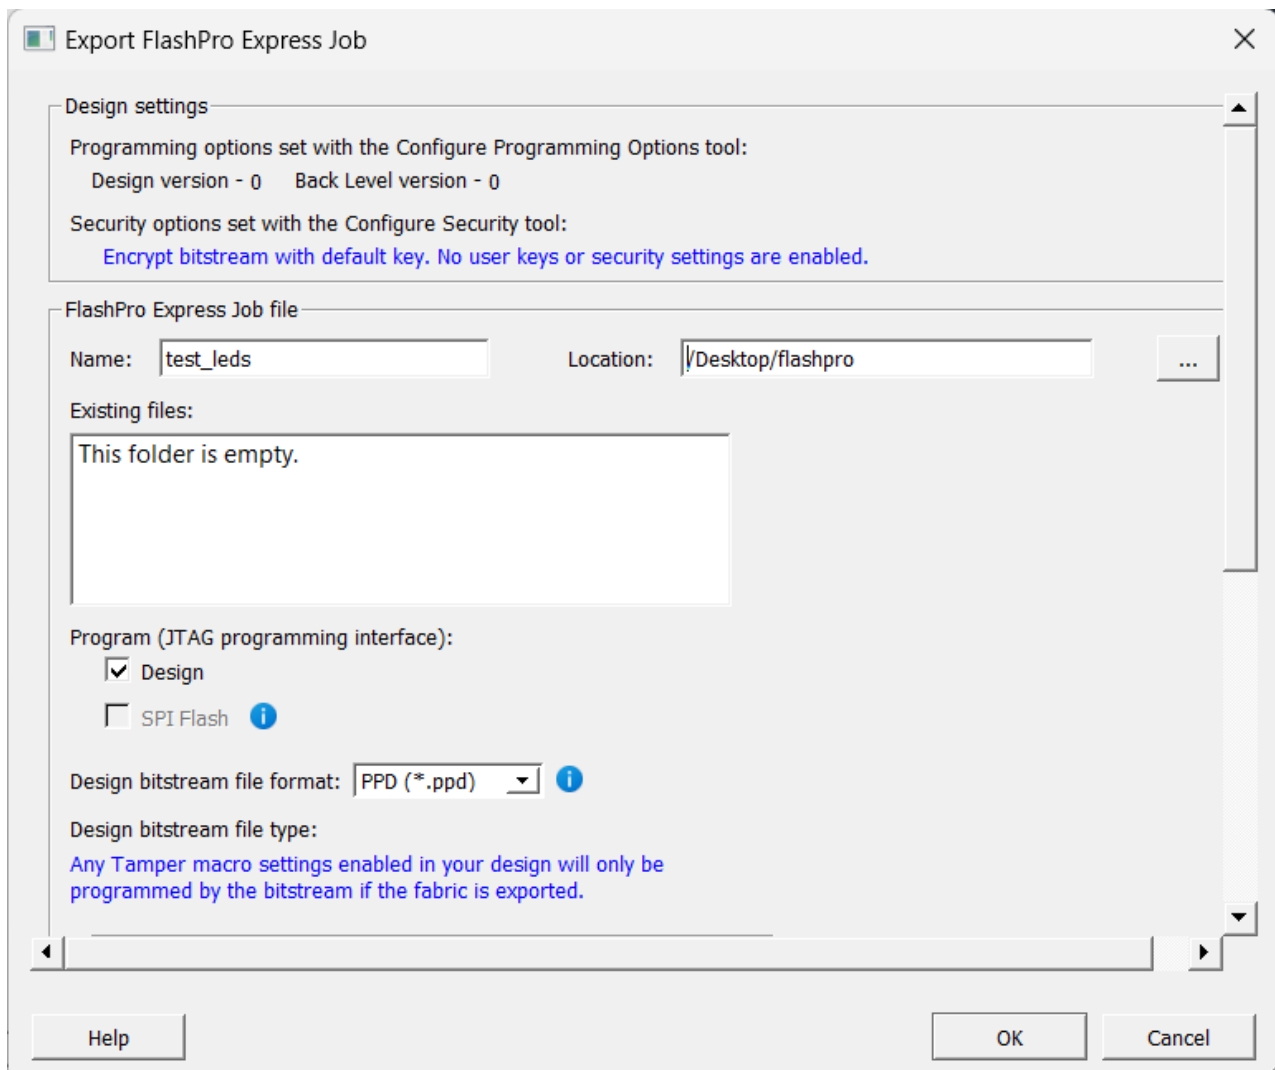 Export FlashPro Express Job
Design settings
Programming options set with the Configure Programming Options tool:
Design version - 0 Back Level version - 0
Security options set with the Configure Security tool:
Encrypt bitstream with default key. No user keys or security settings are enabled.
FlashPro Express Job file
Name: test_leds Location: /Desktop/flashpro ...
Existing files:
This folder is empty.
Program (JTAG programming interface):
Design
SPI Flash
Design bitstream file format: PPD (*.ppd)
Design bitstream file type:
Any Tamper macro settings enabled in your design will only be
programmed by the bitstream if the fabric is exported.
Help OK Cancel